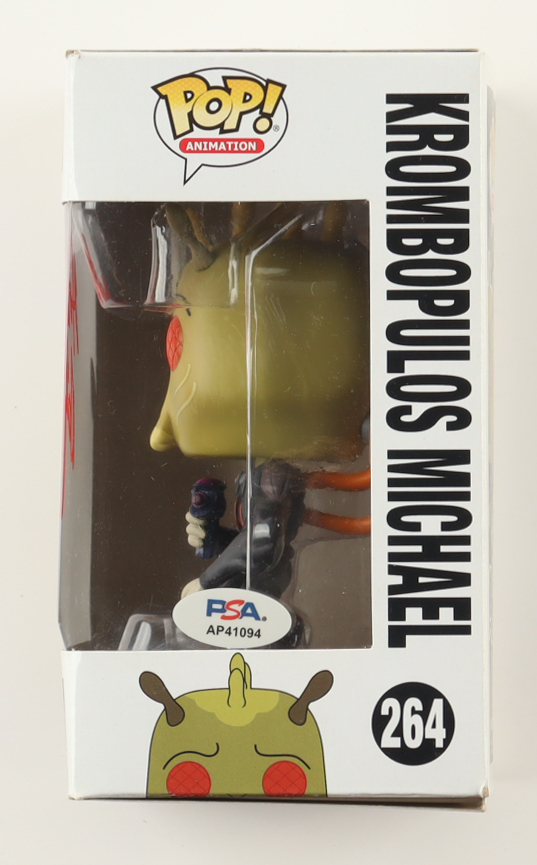 POP!®
ANIMATION
KROMBOPULOS MICHAEL
PSA.
AP41094
264